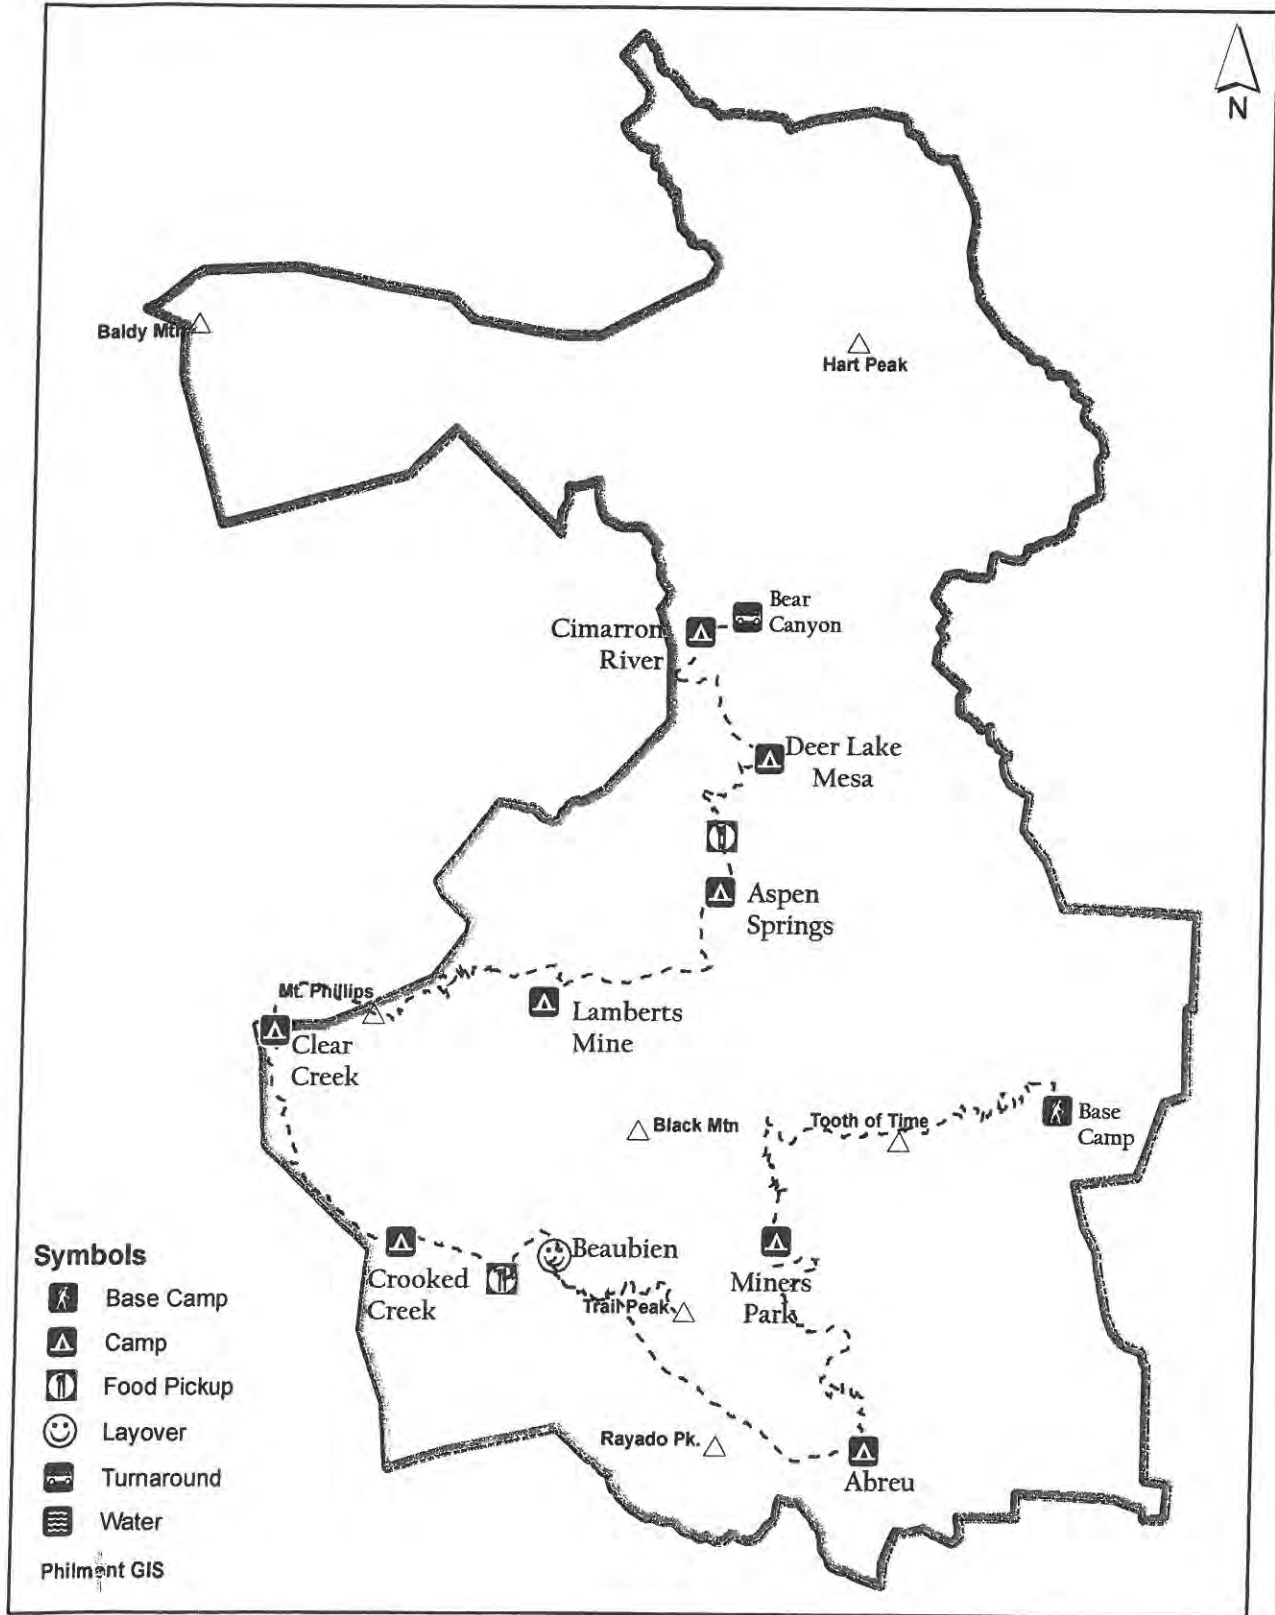 N
Baldy Mtn
Hart Peak
Bear
Canyon
Cimarron
River
Deer Lake
Mesa
Aspen
Springs
Mt. Phillips
Lamberts
Mine
Clear
Creek
Black Mtn
Tooth of Time
Base
Camp
Beaubien
Crooked
Creek
Miners
Park
Trail Peak
Rayado Pk.
Abreu
Symbols
Base Camp
Camp
Food Pickup
Layover
Turnaround
Water
Philmont GIS